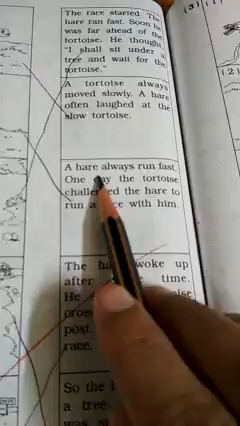 The race started. The
hare ran fast. Soon he
was far ahead of the
tortoise. He thought,
"I shall sit under a
tree and wait for the
tortoise."
A tortoise always
moved slowly. A hare
often laughed at the
slow tortoise.
A hare always run fast.
One day the tortoise
challenged the hare to
run a race with him.
The woke up
after time.
He
post.
race.
So the
a tree.
was
(3)
(2)